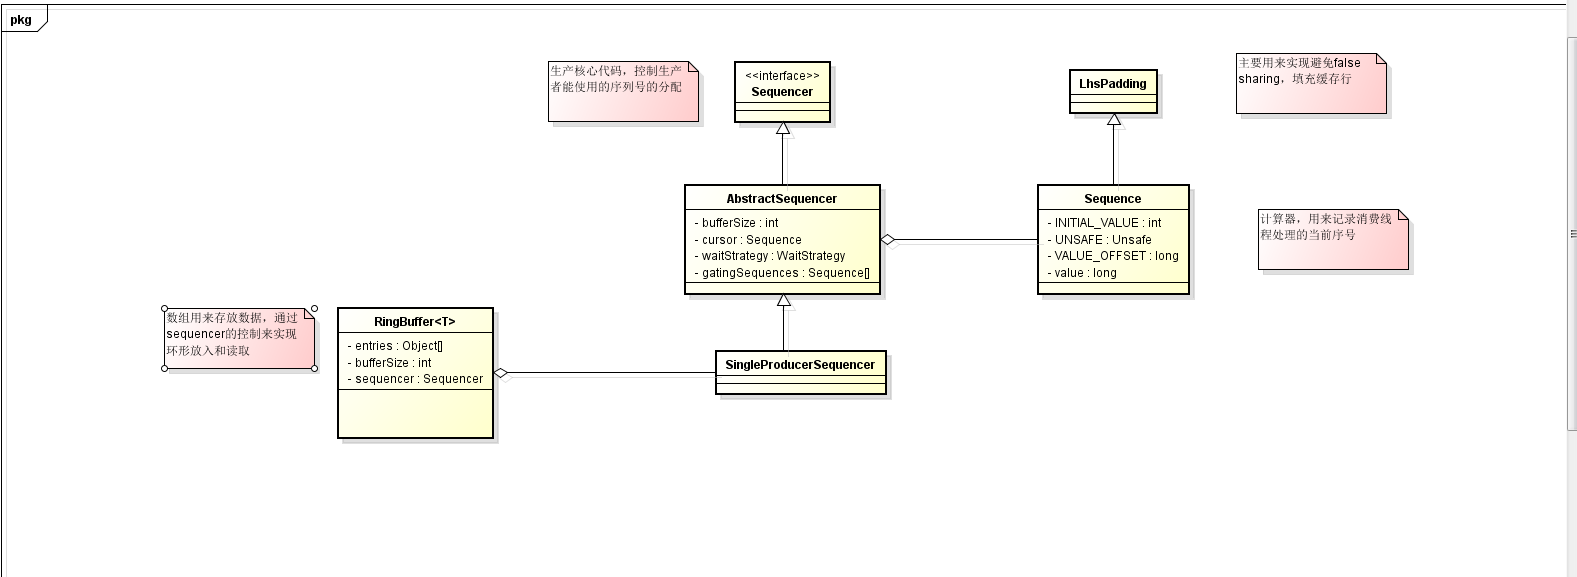 pkg
生产核心代码，控制生产
者能使用的序列号的分配
<<interface>>
Sequencer
LhsPadding
主要用来实现避免false
sharing，填充缓存行
AbstractSequencer
- bufferSize : int
- cursor : Sequence
- waitStrategy : WaitStrategy
- gatingSequences : Sequence[]
Sequence
- INITIAL_VALUE : int
- UNSAFE : Unsafe
- VALUE_OFFSET : long
- value : long
计算器，用来记录消费线
程处理的当前序号
数组用来存放数据，通过
sequencer的控制来实现
环形放入和读取
RingBuffer<T>
- entries : Object[]
- bufferSize : int
- sequencer : Sequencer
SingleProducerSequencer